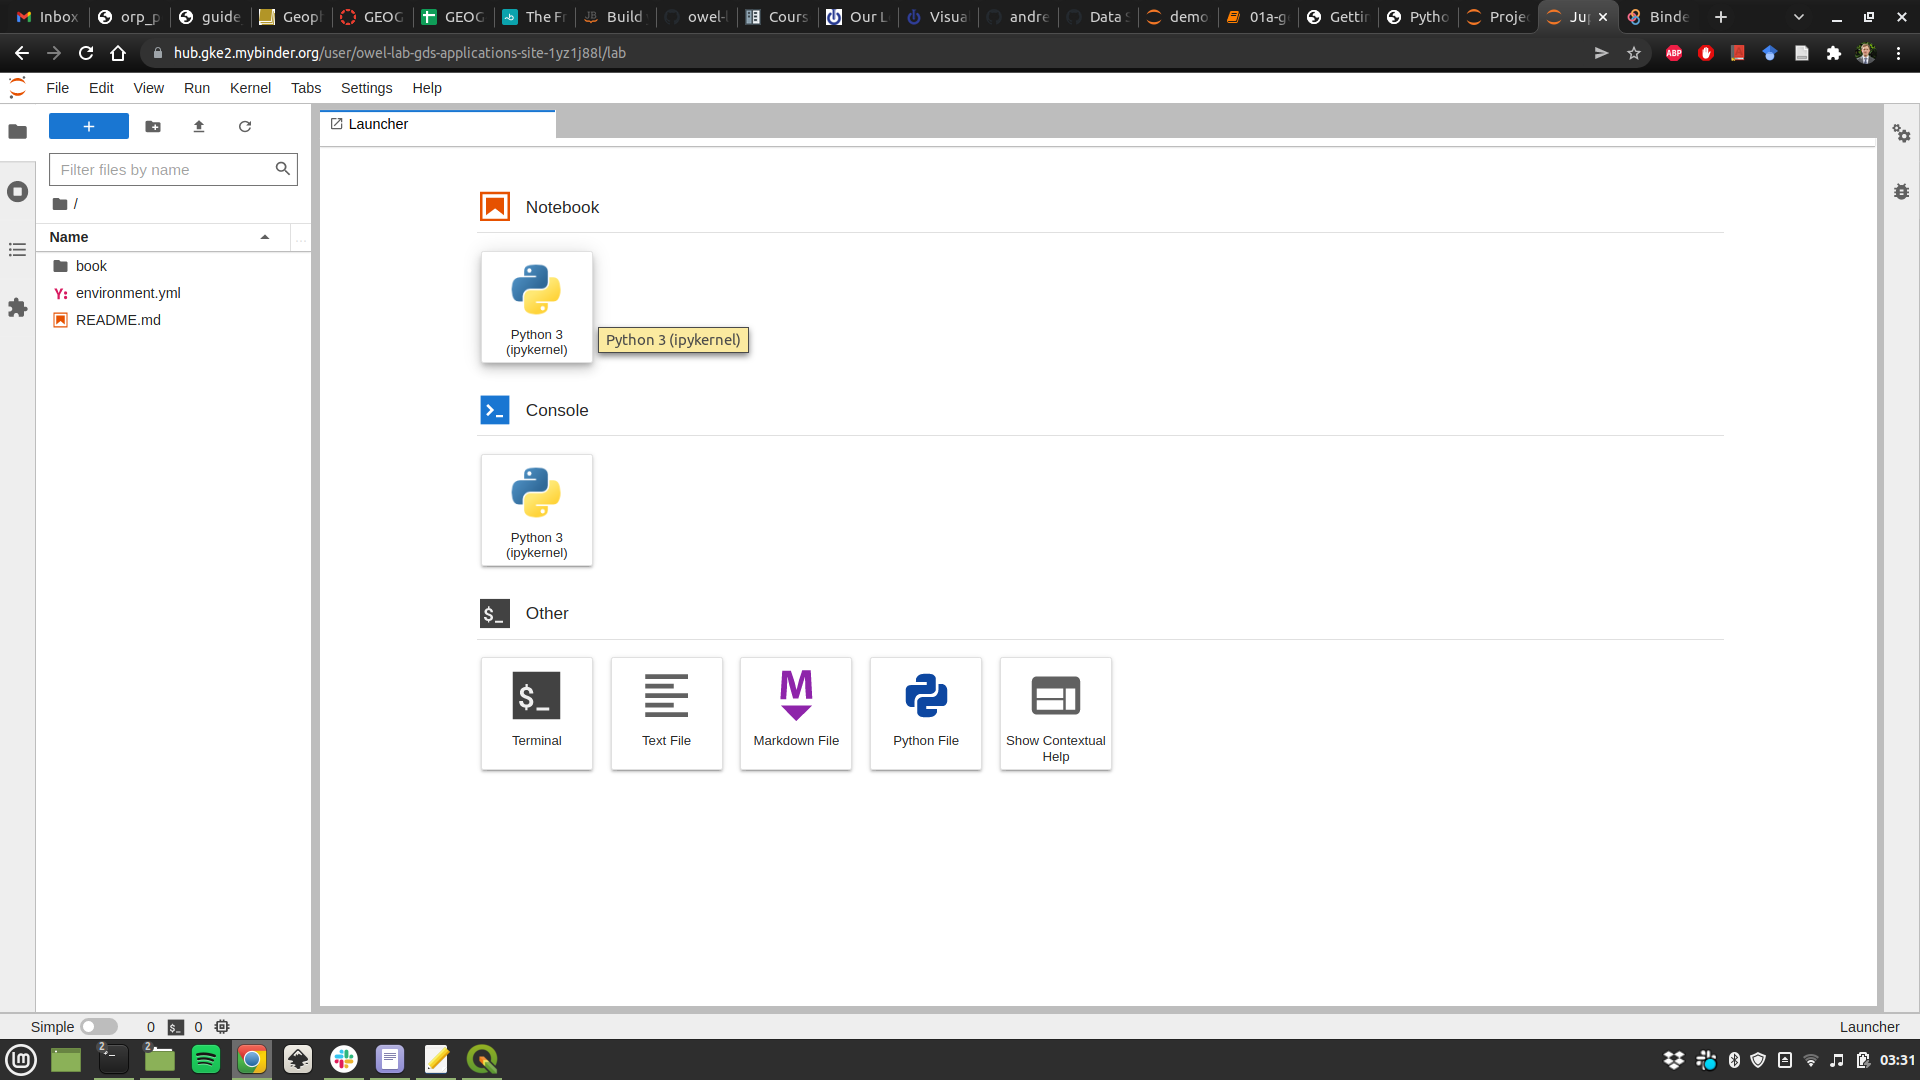 Inbox
orp_p
guide
Geoph
GEOG
GEOG
The Fr
Build
owel-l
Cours
Our L
Visua
andre
Data S
demo
01a-g
Gettin
Pytho
Projec
Jup
Binde
hub.gke2.mybinder.org/user/owel-lab-gds-applications-site-1yz1j88l/lab
ABP
File Edit View Run Kernel Tabs Settings Help
Launcher
Filter files by name
/
Name
...
book
environment.yml
README.md
Notebook
Python 3
(ipykernel)
Python 3 (ipykernel)
Console
Python 3
(ipykernel)
$_ Other
$_
Terminal
Text File
M
Markdown File
Python File
Show Contextual
Help
Simple 0 $_ 0
Launcher
2
2
03:31